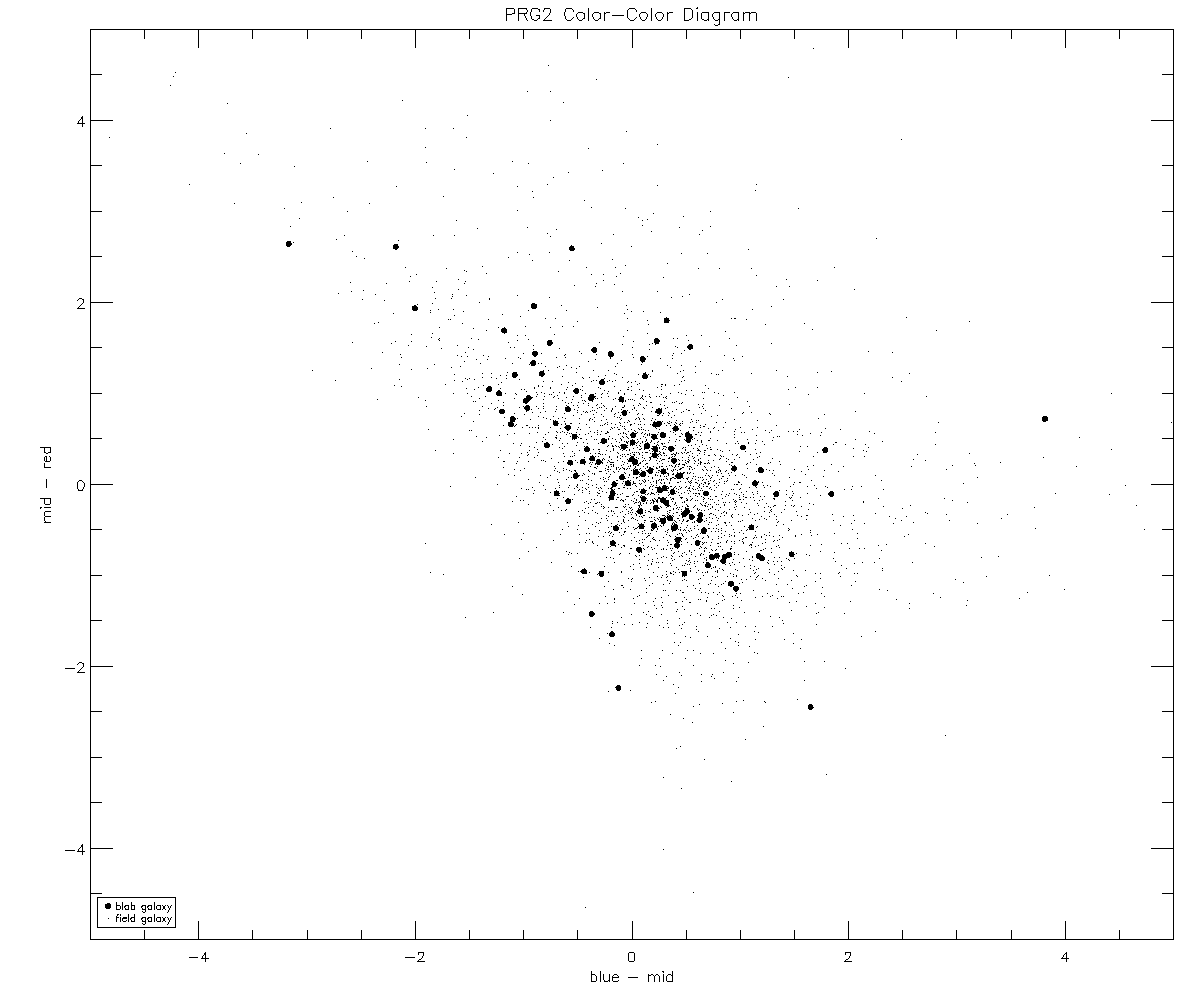 PRG2 Color-Color Diagram
4
2
0
-2
-4
mid - red
blab galaxy
field galaxy
-4 -2 0 2 4
blue - mid